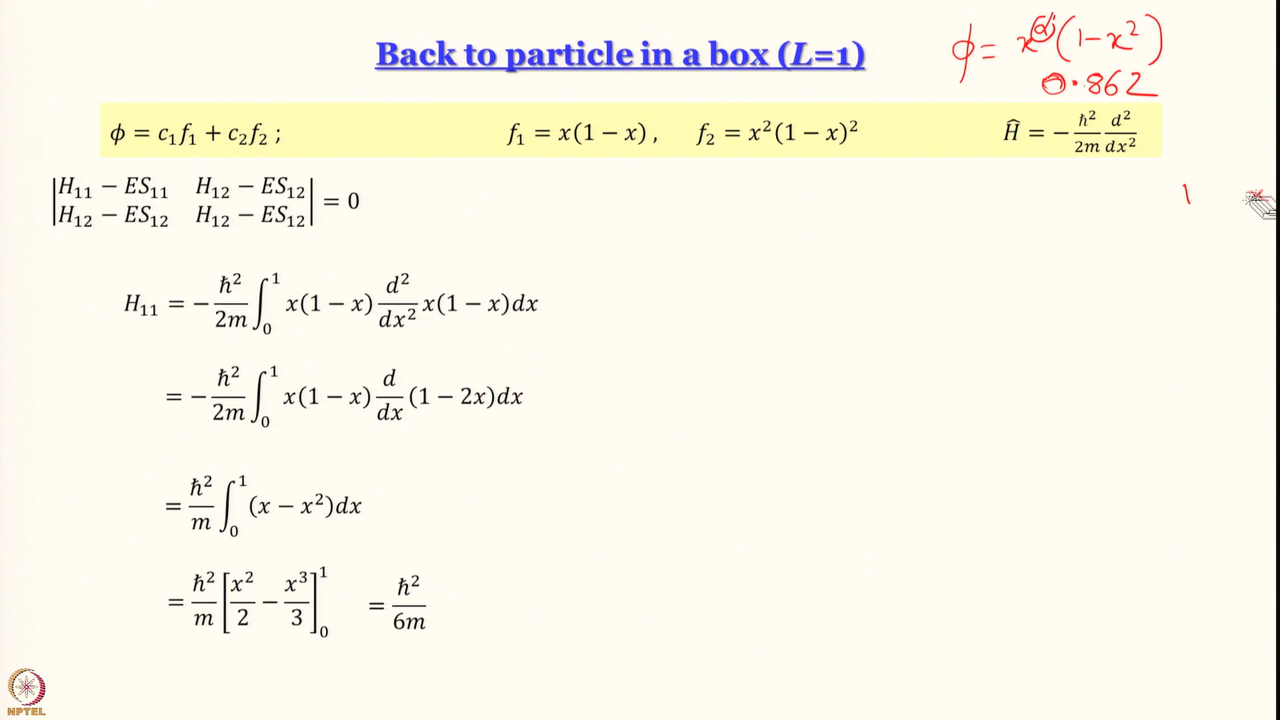 Back to particle in a box (L=1)
ϕ = x^α (1 − x²)
0.862
ϕ = c₁f₁ + c₂f₂ ; f₁ = x(1 − x) , f₂ = x²(1 − x)² Ĥ = −ħ²/2m d²/dx²
|H₁₁ − ES₁₁ H₁₂ − ES₁₂|
|H₁₂ − ES₁₂ H₁₂ − ES₁₂| = 0
H₁₁ = −ħ²/2m ∫₀¹ x(1 − x) d²/dx² x(1 − x)dx
= −ħ²/2m ∫₀¹ x(1 − x) d/dx (1 − 2x)dx
= ħ²/m ∫₀¹ (x − x²)dx
= ħ²/m [x²/2 − x³/3]₀¹ = ħ²/6m
NPTEL